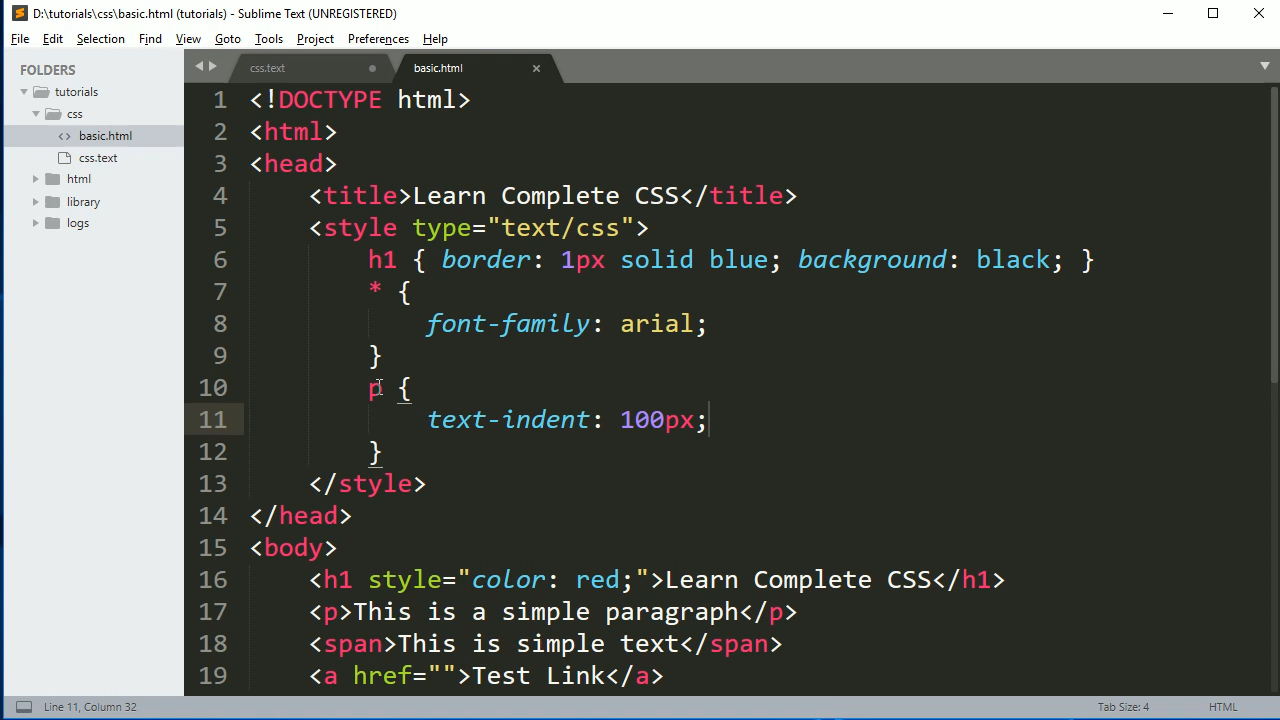 D:\tutorials\css\basic.html (tutorials) - Sublime Text (UNREGISTERED)
File Edit Selection Find View Goto Tools Project Preferences Help
FOLDERS
tutorials
css
basic.html
css.text
html
library
logs
css.text basic.html
1 <!DOCTYPE html>
2 <html>
3 <head>
4 <title>Learn Complete CSS</title>
5 <style type="text/css">
6 h1 { border: 1px solid blue; background: black; }
7 * {
8 font-family: arial;
9 }
10 p {
11 text-indent: 100px;
12 }
13 </style>
14 </head>
15 <body>
16 <h1 style="color: red;">Learn Complete CSS</h1>
17 <p>This is a simple paragraph</p>
18 <span>This is simple text</span>
19 <a href="">Test Link</a>
Line 11, Column 32
Tab Size: 4
HTML